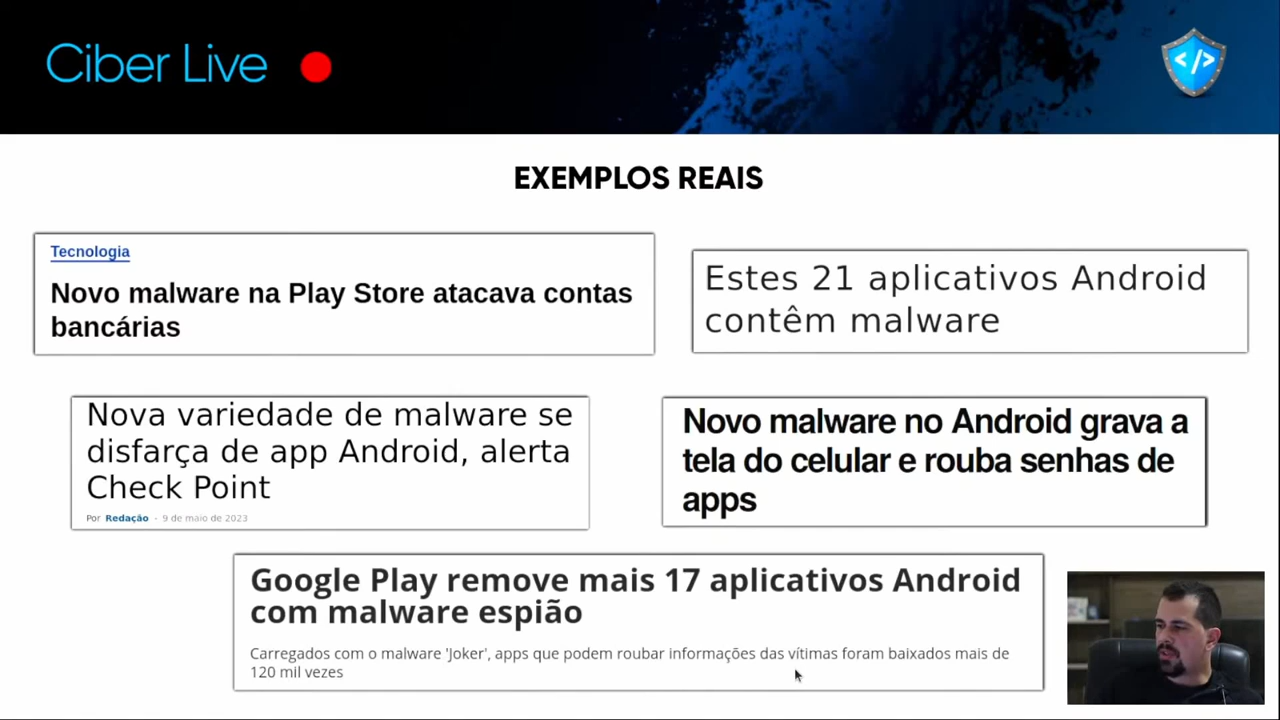 Ciber Live
</>
EXEMPLOS REAIS
Tecnologia
Novo malware na Play Store atacava contas
bancárias
Estes 21 aplicativos Android
contêm malware
Nova variedade de malware se
disfarça de app Android, alerta
Check Point
Por Redação - 9 de maio de 2023
Novo malware no Android grava a
tela do celular e rouba senhas de
apps
Google Play remove mais 17 aplicativos Android
com malware espião
Carregados com o malware 'Joker', apps que podem roubar informações das vítimas foram baixados mais de
120 mil vezes